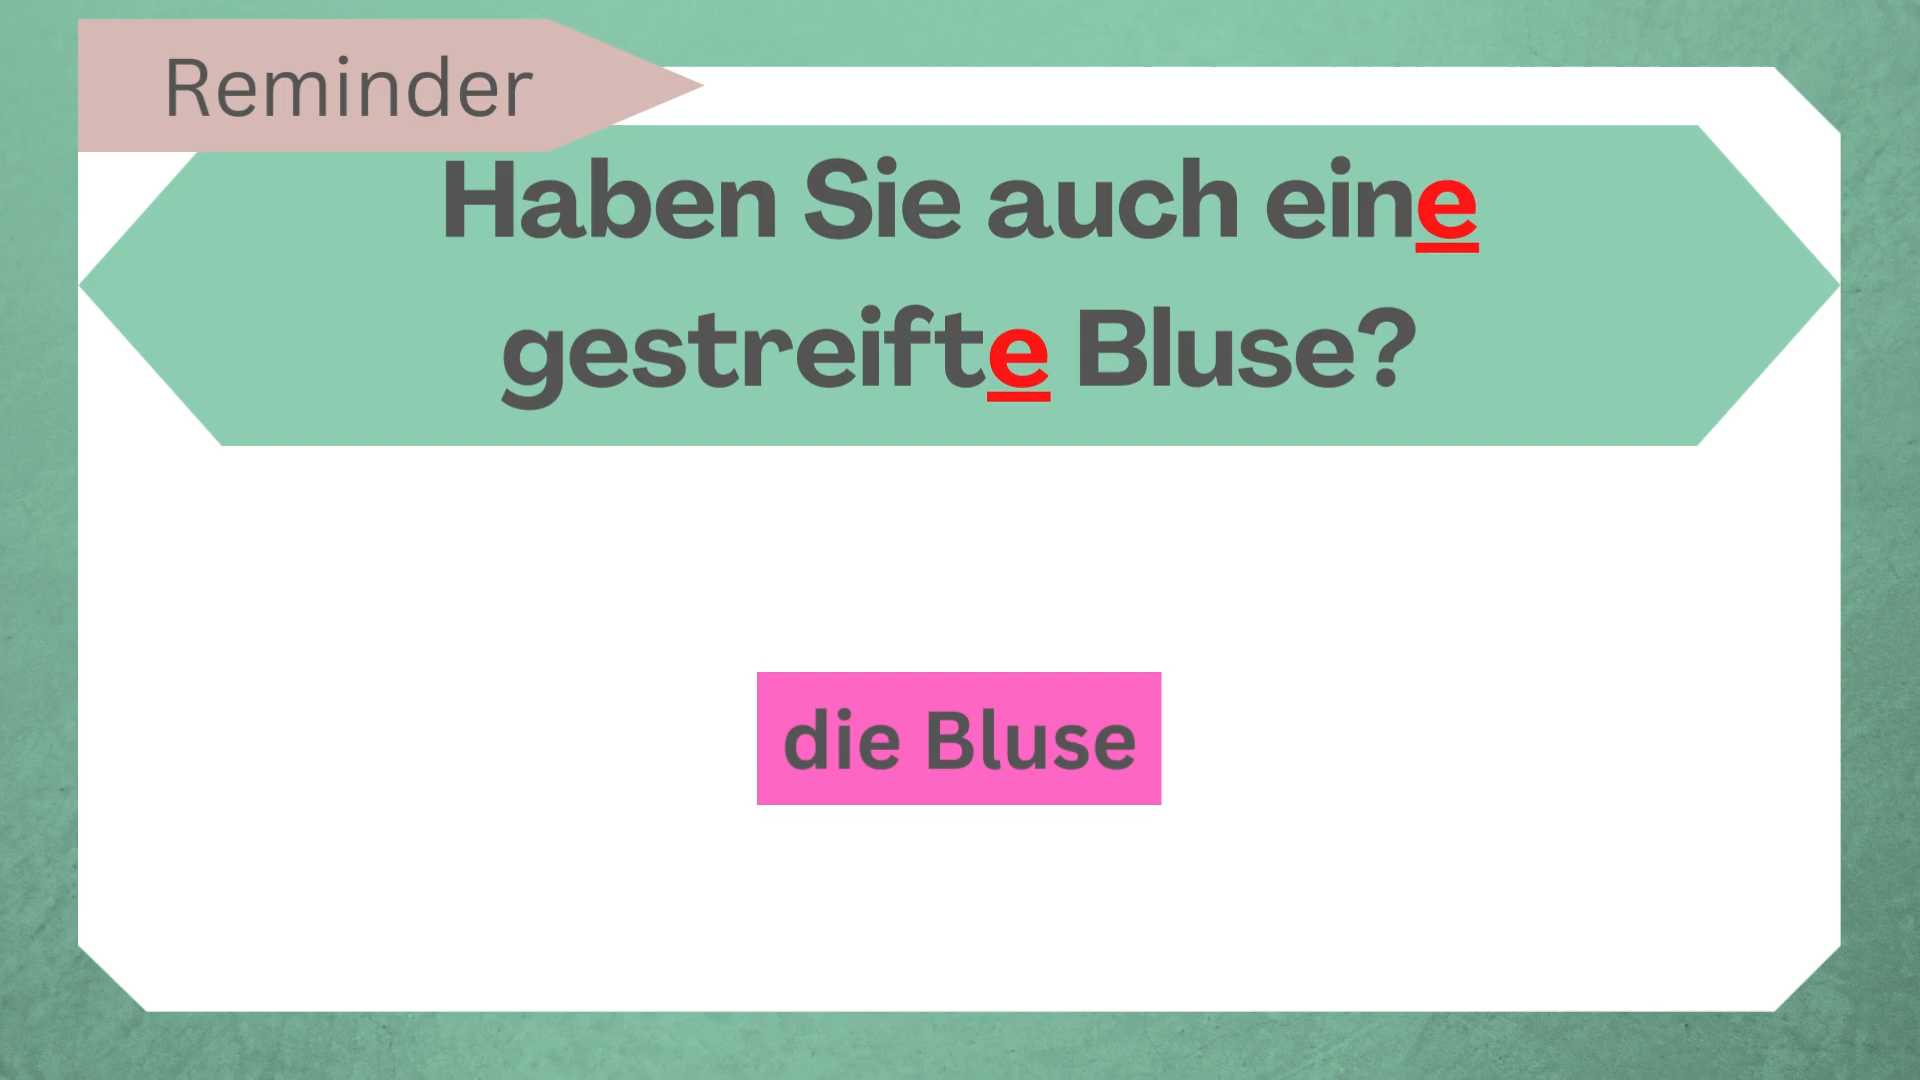 Reminder
Haben Sie auch eine
gestreifte Bluse?
die Bluse